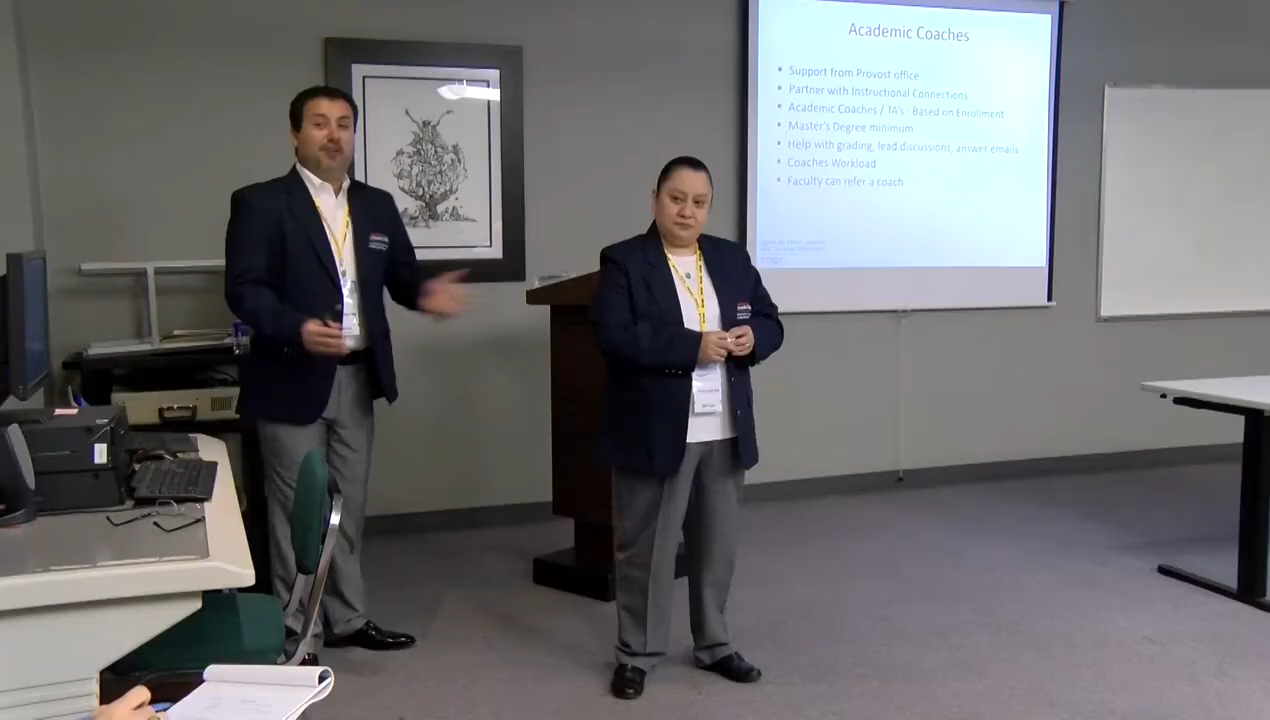 Academic Coaches
▪ Support from Provost office
▪ Partner with Instructional Connections
▪ Academic Coaches / TA's - Based on Enrollment
▪ Master's Degree minimum
▪ Help with grading, lead discussions, answer emails
▪ Coaches Workload
▪ Faculty can refer a coach